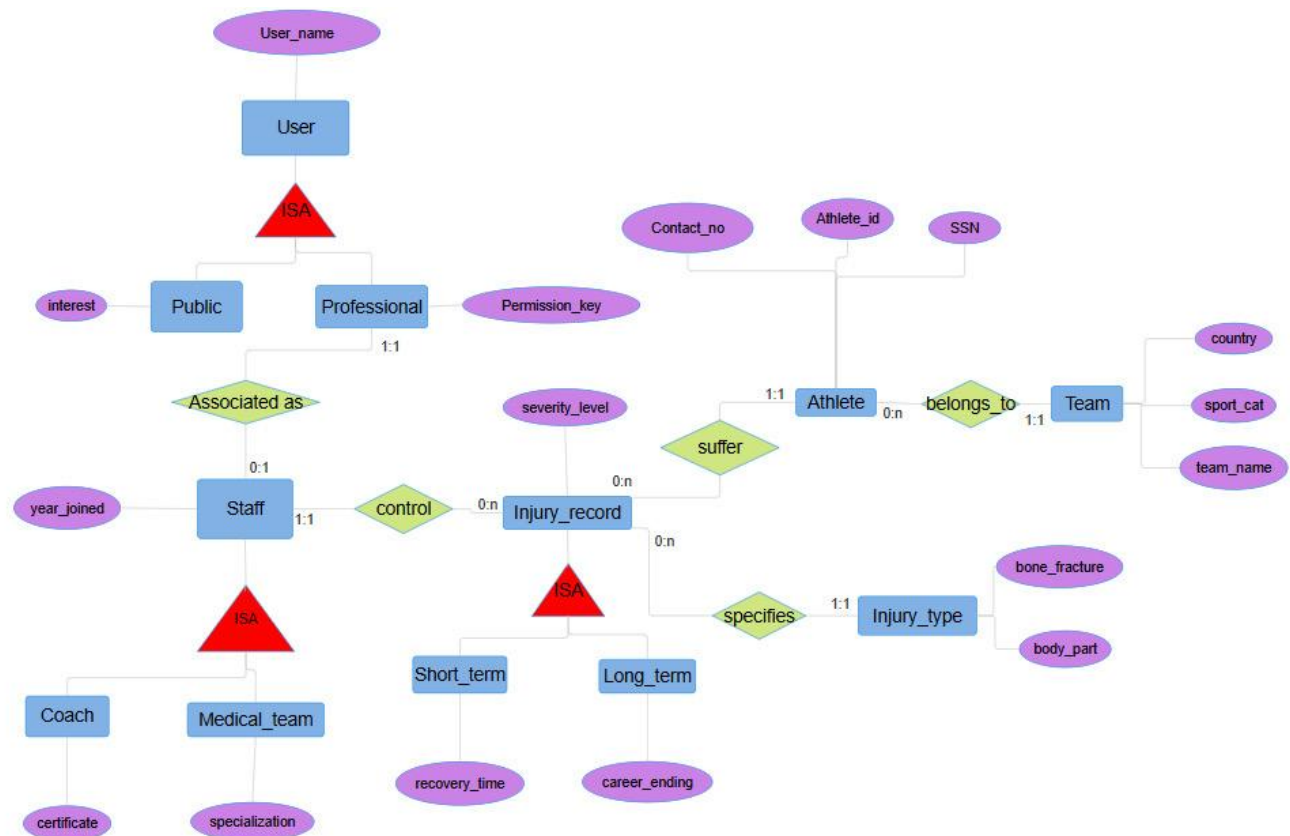 User_name
User
ISA
Public
Professional
interest
Permission_key
1:1
Associated as
0:1
Staff
year_joined
1:1
control
0:n
Injury_record
severity_level
0:n
suffer
1:1
Athlete
Contact_no
Athlete_id
SSN
0:n
belongs_to
1:1
Team
country
sport_cat
team_name
0:n
specifies
1:1
Injury_type
bone_fracture
body_part
ISA
Coach
Medical_team
certificate
specialization
ISA
Short_term
Long_term
recovery_time
career_ending